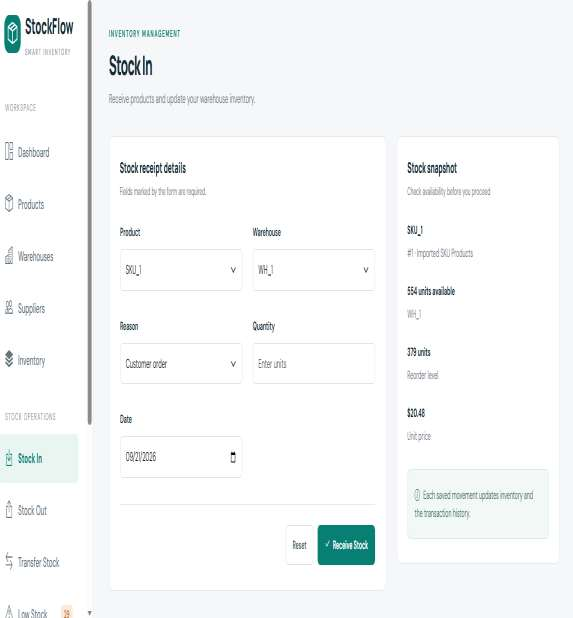 StockFlow
SMART INVENTORY
WORKSPACE
Dashboard
Products
Warehouses
Suppliers
Inventory
STOCK OPERATIONS
Stock In
Stock Out
Transfer Stock
Low Stock
INVENTORY MANAGEMENT
Stock In
Receive products and update your warehouse inventory.
Stock receipt details
Fields marked by the form are required.
Product
Warehouse
SKU_1
WH_1
Reason
Quantity
Customer order
Enter units
Date
09/21/2026
Reset
✓ Receive Stock
Stock snapshot
Check availability before you proceed
SKU_1
#1 · Imported SKU Products
554 units available
WH_1
379 units
Reorder level
$20.48
Unit price
Each saved movement updates inventory and
the transaction history.